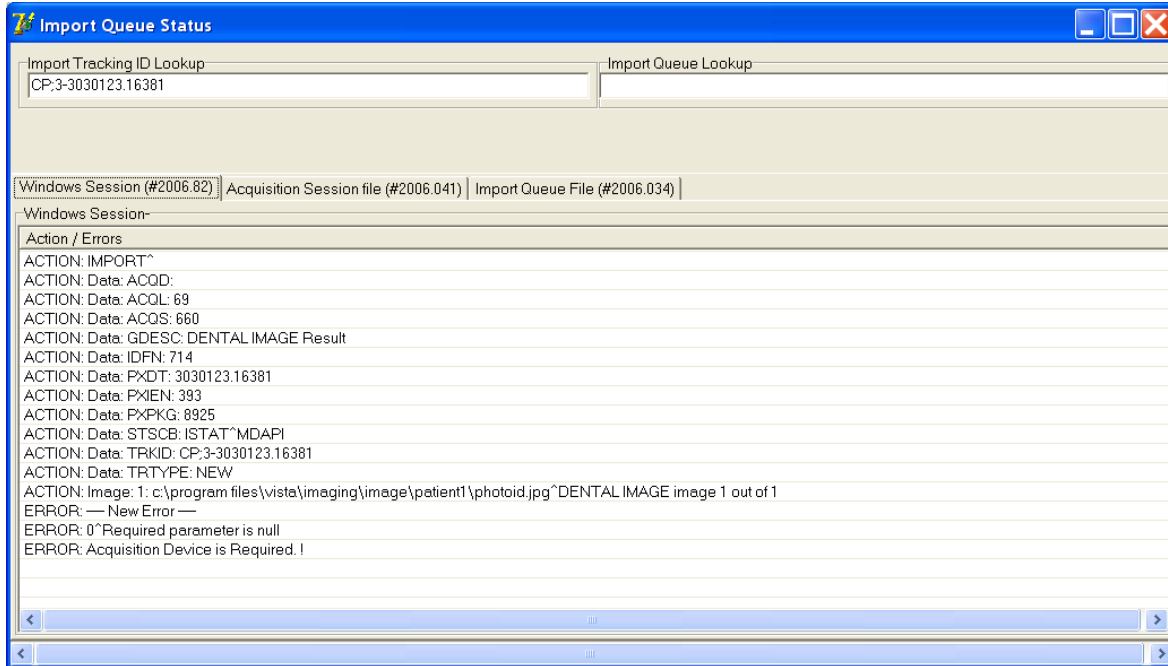 Import Queue Status
Import Tracking ID Lookup
Import Queue Lookup
CP;3-3030123.16381
Windows Session (#2006.82) Acquisition Session file (#2006.041) Import Queue File (#2006.034)
Windows Session-
Action / Errors
ACTION: IMPORT^
ACTION: Data: ACQD:
ACTION: Data: ACQL: 69
ACTION: Data: ACQS: 660
ACTION: Data: GDESC: DENTAL IMAGE Result
ACTION: Data: IDFN: 714
ACTION: Data: PXDT: 3030123.16381
ACTION: Data: PXIEN: 393
ACTION: Data: PXPKG: 8925
ACTION: Data: STSCB: ISTAT^MDAPI
ACTION: Data: TRKID: CP;3-3030123.16381
ACTION: Data: TRTYPE: NEW
ACTION: Image: 1: c:\program files\vista\imaging\image\patient1\photoid.jpg^DENTAL IMAGE image 1 out of 1
ERROR: ---- New Error ----
ERROR: 0^Required parameter is null
ERROR: Acquisition Device is Required. !